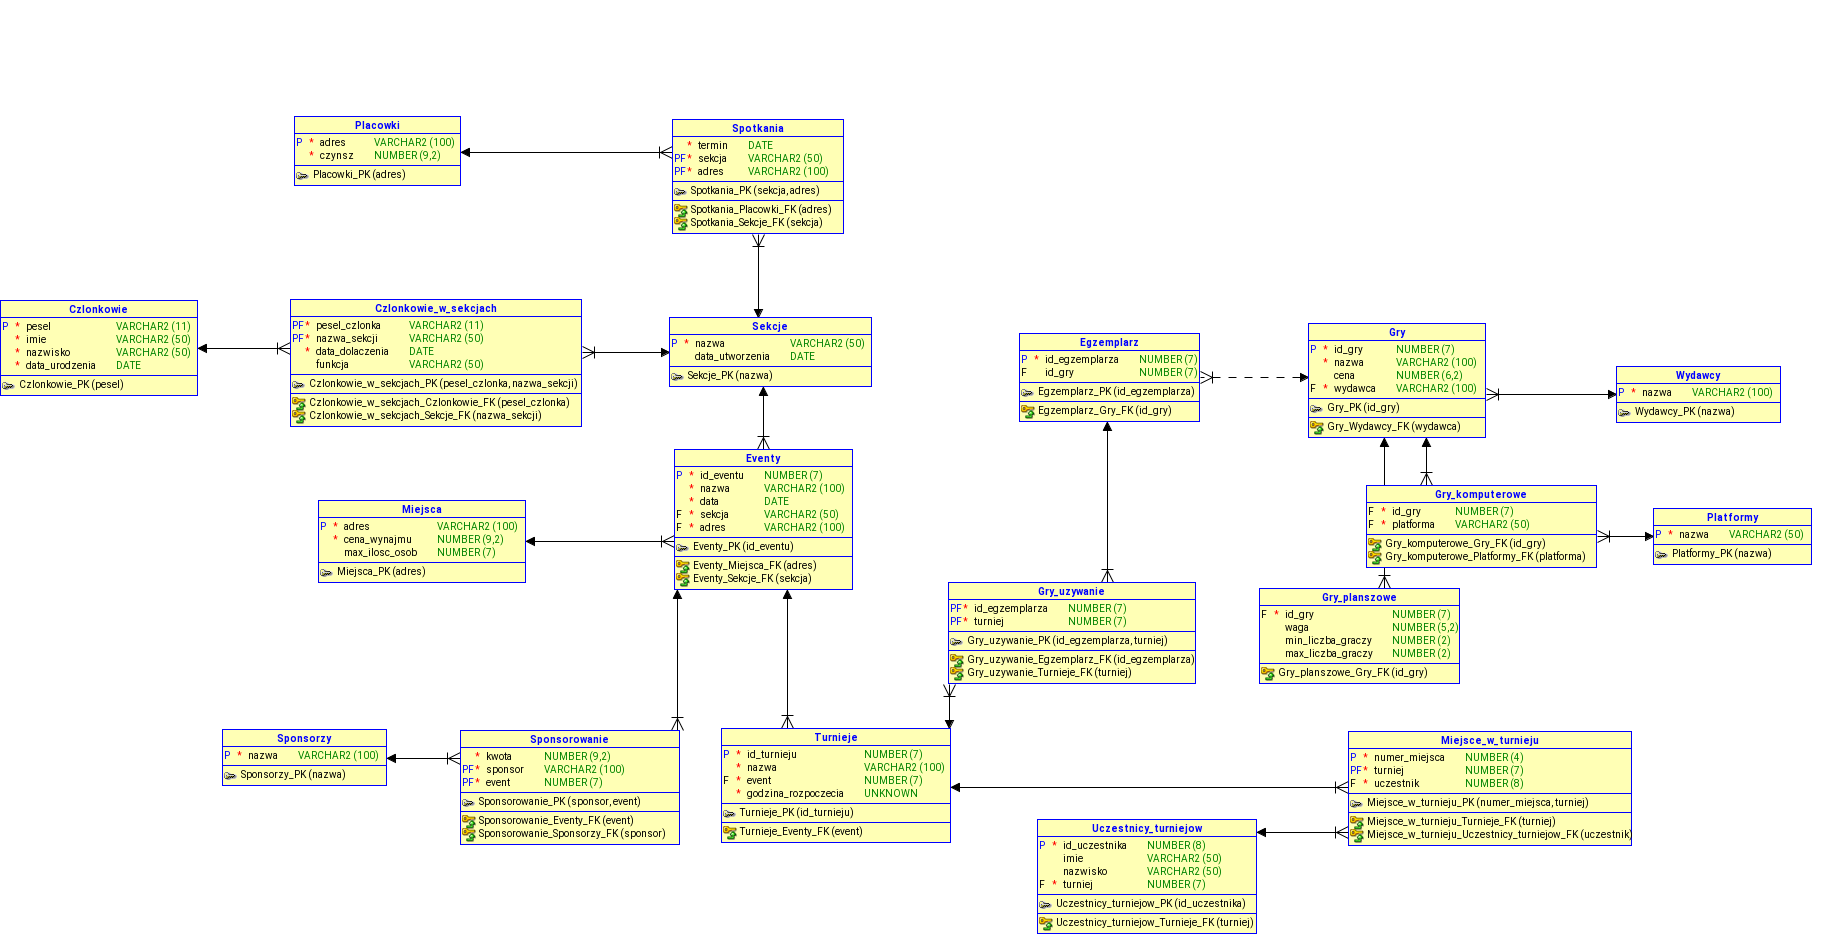 Placowki
P * adres VARCHAR2 (100)
* czynsz NUMBER (9,2)
Placowki_PK (adres)
Spotkania
* termin DATE
PF* sekcja VARCHAR2 (50)
PF* adres VARCHAR2 (100)
Spotkania_PK (sekcja, adres)
Spotkania_Placowki_FK (adres)
Spotkania_Sekcje_FK (sekcja)
Czlonkowie
P * pesel VARCHAR2 (11)
* imie VARCHAR2 (50)
* nazwisko VARCHAR2 (50)
* data_urodzenia DATE
Czlonkowie_PK (pesel)
Czlonkowie_w_sekcjach
PF* pesel_czlonka VARCHAR2 (11)
PF* nazwa_sekcji VARCHAR2 (50)
* data_dolaczenia DATE
funkcja VARCHAR2 (50)
Czlonkowie_w_sekcjach_PK (pesel_czlonka, nazwa_sekcji)
Czlonkowie_w_sekcjach_Czlonkowie_FK (pesel_czlonka)
Czlonkowie_w_sekcjach_Sekcje_FK (nazwa_sekcji)
Sekcje
P * nazwa VARCHAR2 (50)
data_utworzenia DATE
Sekcje_PK (nazwa)
Egzemplarz
P * id_egzemplarza NUMBER (7)
F id_gry NUMBER (7)
Egzemplarz_PK (id_egzemplarza)
Egzemplarz_Gry_FK (id_gry)
Gry
P * id_gry NUMBER (7)
* nazwa VARCHAR2 (100)
cena NUMBER (6,2)
F * wydawca VARCHAR2 (100)
Gry_PK (id_gry)
Gry_Wydawcy_FK (wydawca)
Wydawcy
P * nazwa VARCHAR2 (100)
Wydawcy_PK (nazwa)
Eventy
P * id_eventu NUMBER (7)
* nazwa VARCHAR2 (100)
* data DATE
F * sekcja VARCHAR2 (50)
F * adres VARCHAR2 (100)
Eventy_PK (id_eventu)
Eventy_Miejsca_FK (adres)
Eventy_Sekcje_FK (sekcja)
Miejsca
P * adres VARCHAR2 (100)
* cena_wynajmu NUMBER (9,2)
max_ilosc_osob NUMBER (7)
Miejsca_PK (adres)
Gry_komputerowe
F * id_gry NUMBER (7)
F * platforma VARCHAR2 (50)
Gry_komputerowe_Gry_FK (id_gry)
Gry_komputerowe_Platformy_FK (platforma)
Platformy
P * nazwa VARCHAR2 (50)
Platformy_PK (nazwa)
Gry_uzywanie
PF* id_egzemplarza NUMBER (7)
PF* turniej NUMBER (7)
Gry_uzywanie_PK (id_egzemplarza, turniej)
Gry_uzywanie_Egzemplarz_FK (id_egzemplarza)
Gry_uzywanie_Turnieje_FK (turniej)
Gry_planszowe
F * id_gry NUMBER (7)
waga NUMBER (5,2)
min_liczba_graczy NUMBER (2)
max_liczba_graczy NUMBER (2)
Gry_planszowe_Gry_FK (id_gry)
Sponsorzy
P * nazwa VARCHAR2 (100)
Sponsorzy_PK (nazwa)
Sponsorowanie
* kwota NUMBER (9,2)
PF* sponsor VARCHAR2 (100)
PF* event NUMBER (7)
Sponsorowanie_PK (sponsor, event)
Sponsorowanie_Eventy_FK (event)
Sponsorowanie_Sponsorzy_FK (sponsor)
Turnieje
P * id_turnieju NUMBER (7)
* nazwa VARCHAR2 (100)
F * event NUMBER (7)
* godzina_rozpoczecia UNKNOWN
Turnieje_PK (id_turnieju)
Turnieje_Eventy_FK (event)
Miejsce_w_turnieju
P * numer_miejsca NUMBER (4)
PF* turniej NUMBER (7)
F * uczestnik NUMBER (8)
Miejsce_w_turnieju_PK (numer_miejsca, turniej)
Miejsce_w_turnieju_Turnieje_FK (turniej)
Miejsce_w_turnieju_Uczestnicy_turniejow_FK (uczestnik)
Uczestnicy_turniejow
P * id_uczestnika NUMBER (8)
imie VARCHAR2 (50)
nazwisko VARCHAR2 (50)
F * turniej NUMBER (7)
Uczestnicy_turniejow_PK (id_uczestnika)
Uczestnicy_turniejow_Turnieje_FK (turniej)